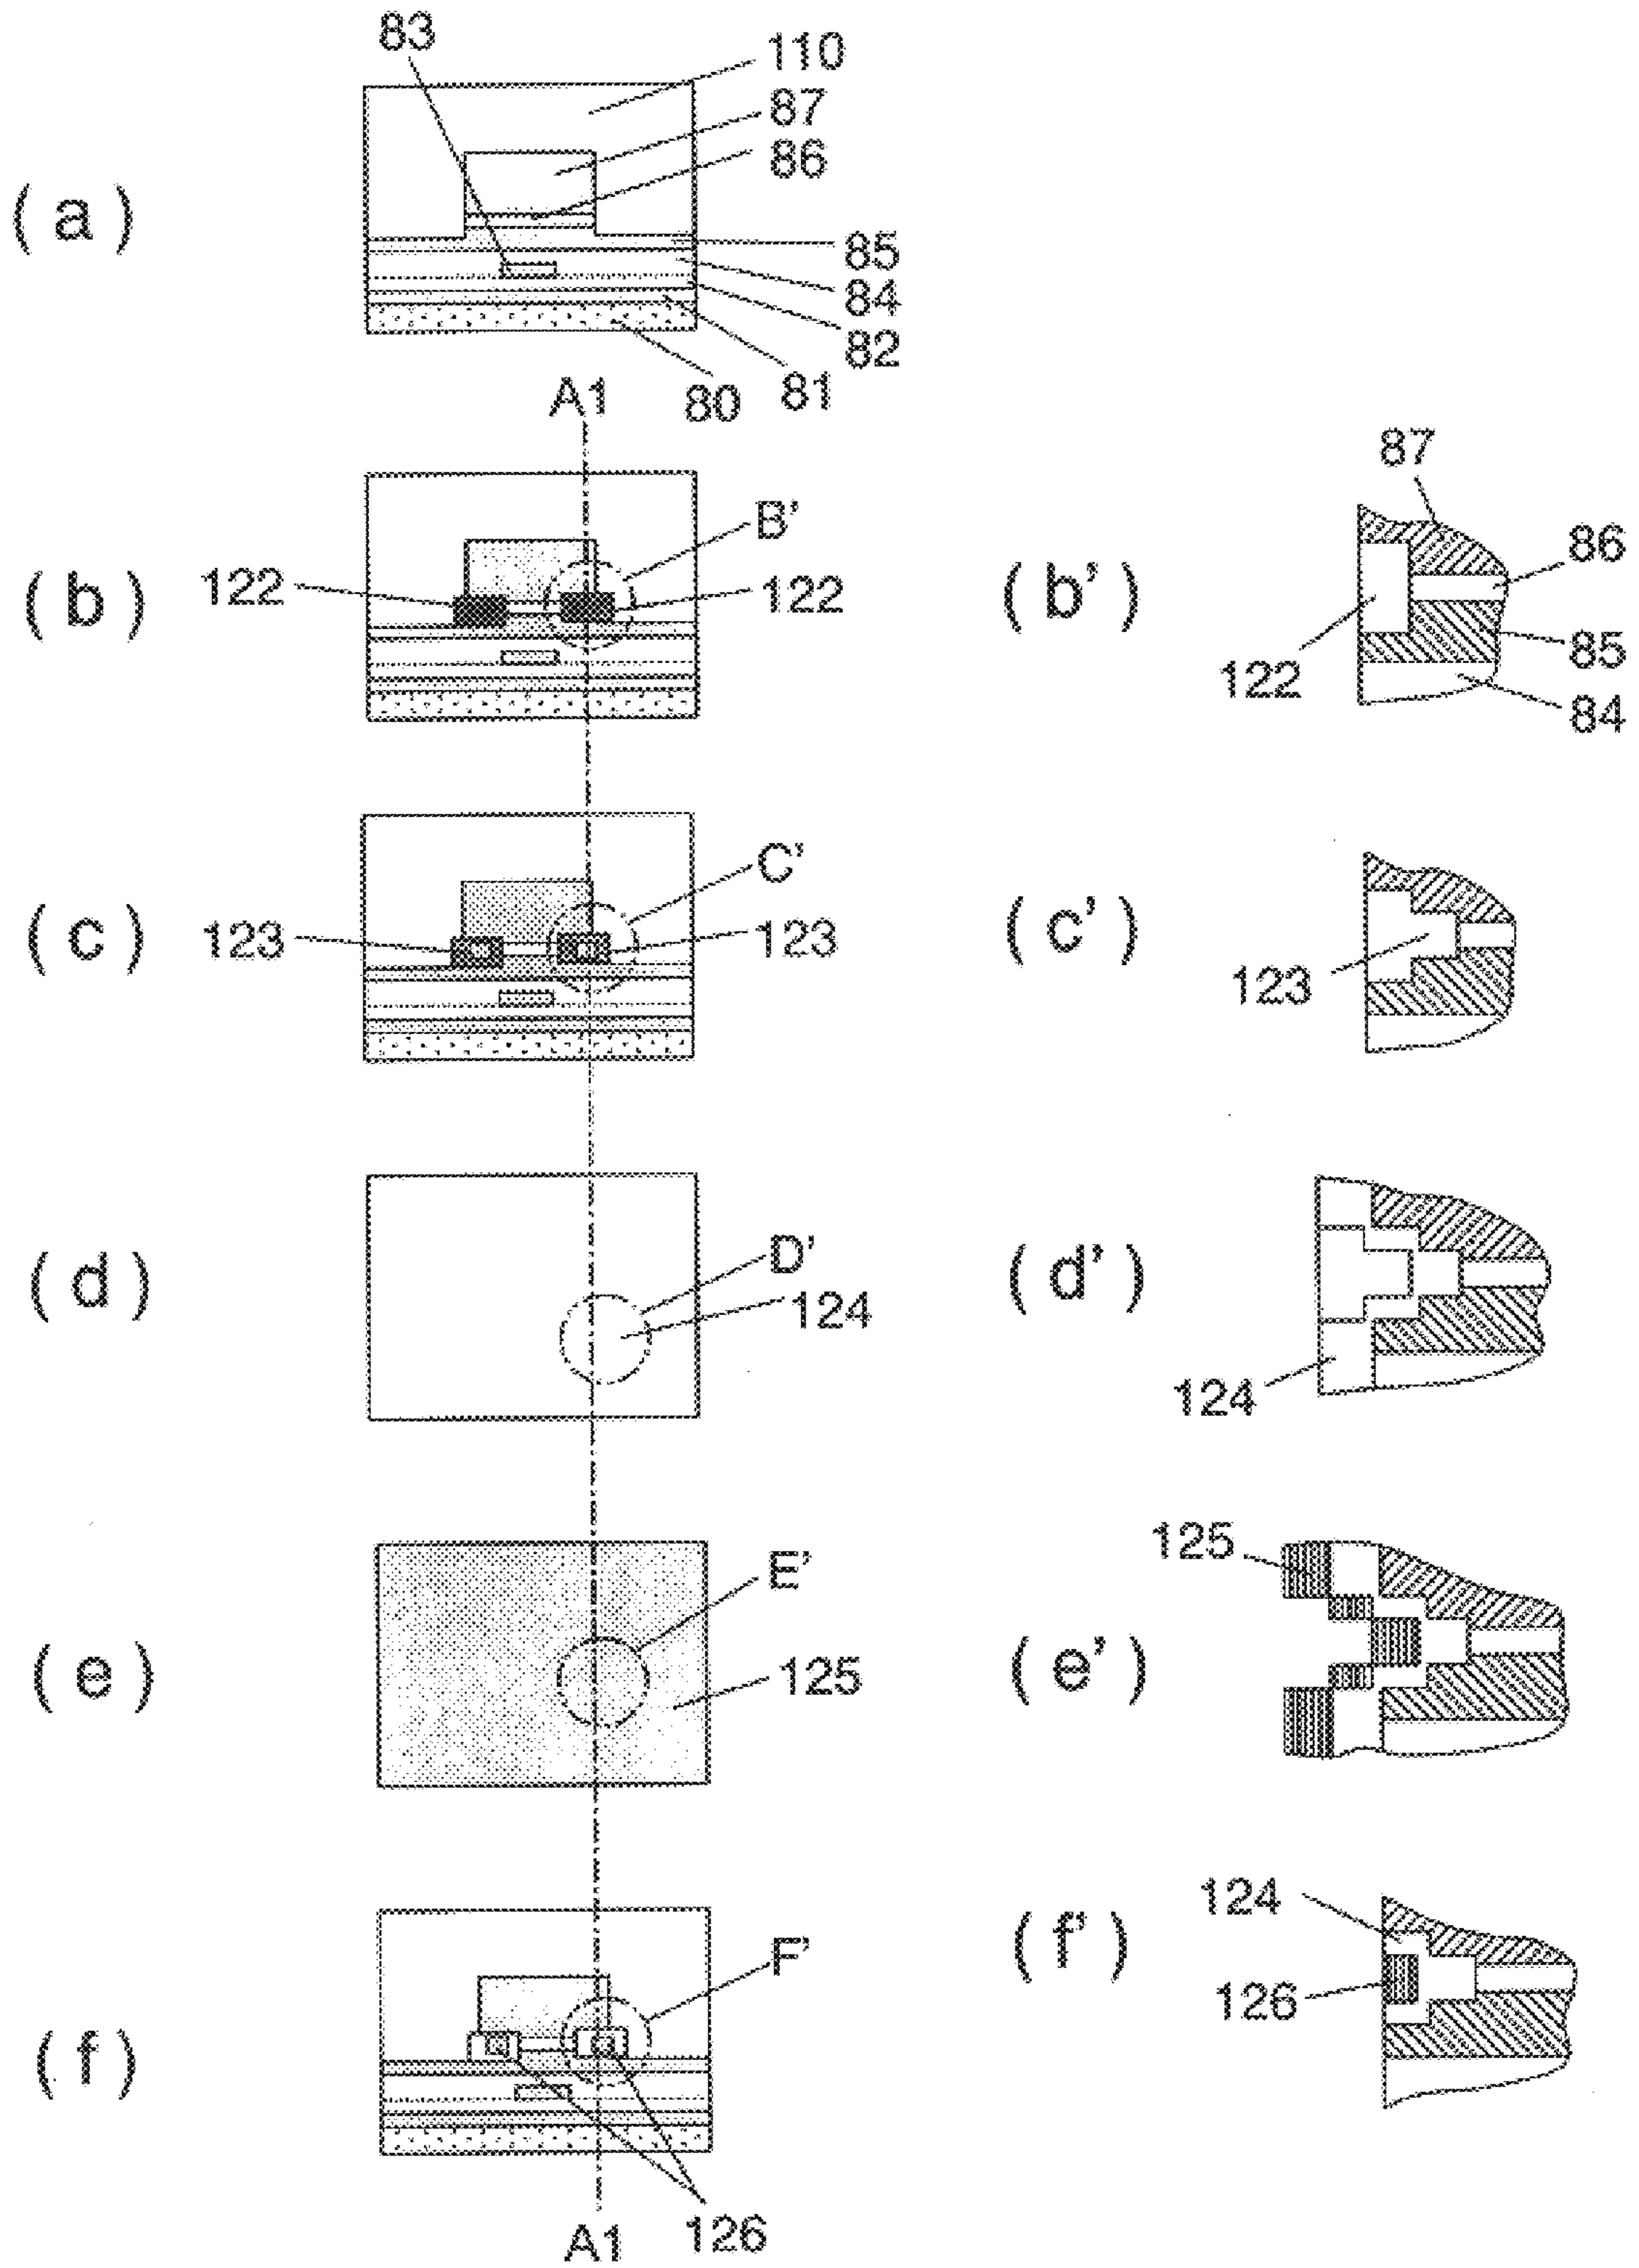 83
110
87
86
( a )
85
84
82
81
80
A1
87
B'
86
( b )
122
122
( b' )
85
122
84
C'
( c )
123
123
( c' )
123
D'
( d )
124
( d' )
124
125
E'
( e )
125
( e' )
124
F'
( f' )
126
( f )
126
A1